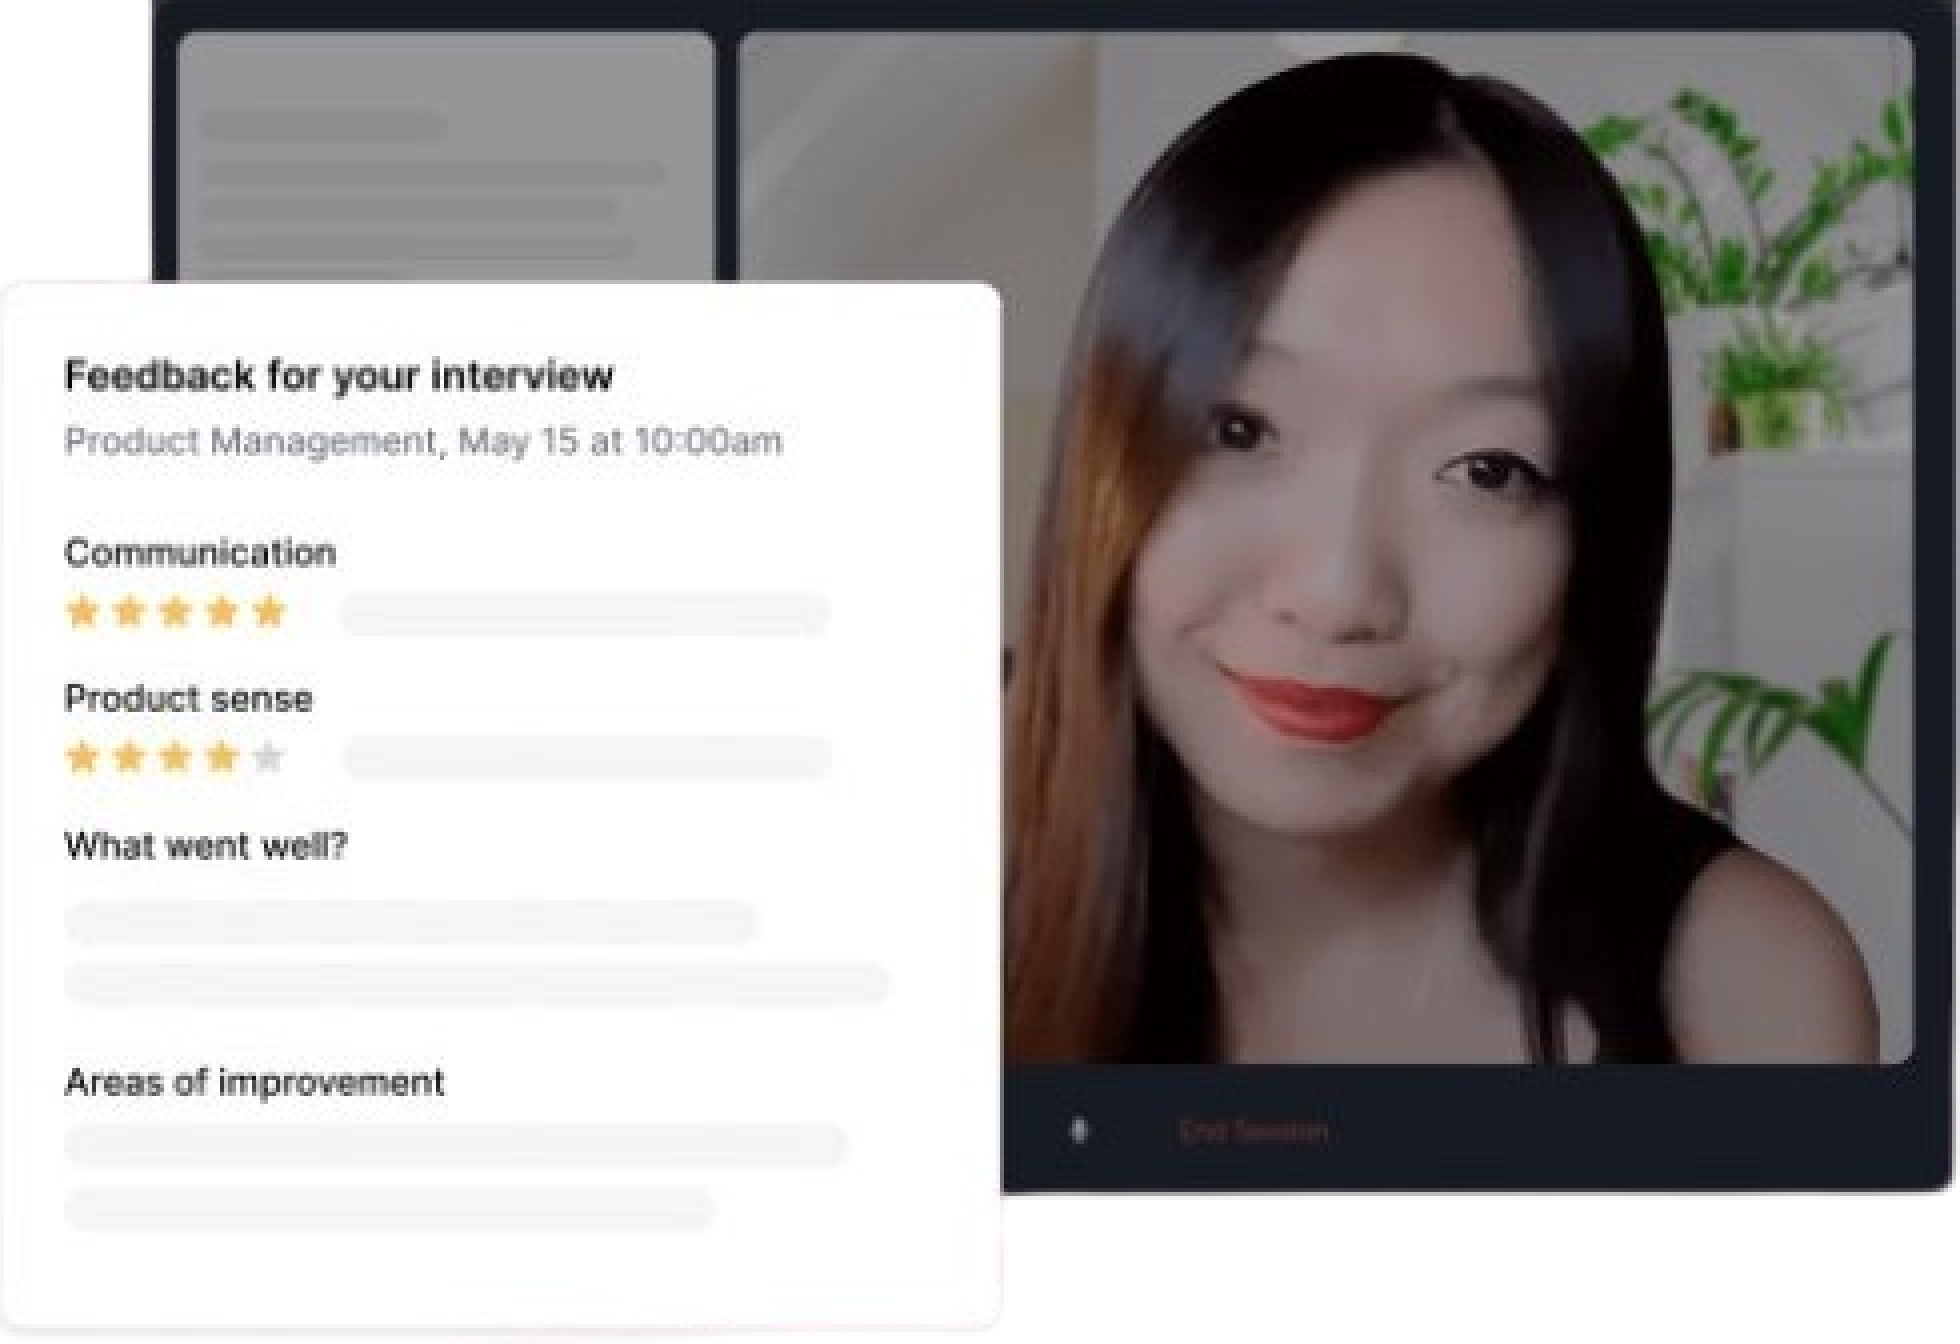 Feedback for your interview
Product Management, May 15 at 10:00am
Communication
Product sense
What went well?
Areas of improvement
End Session